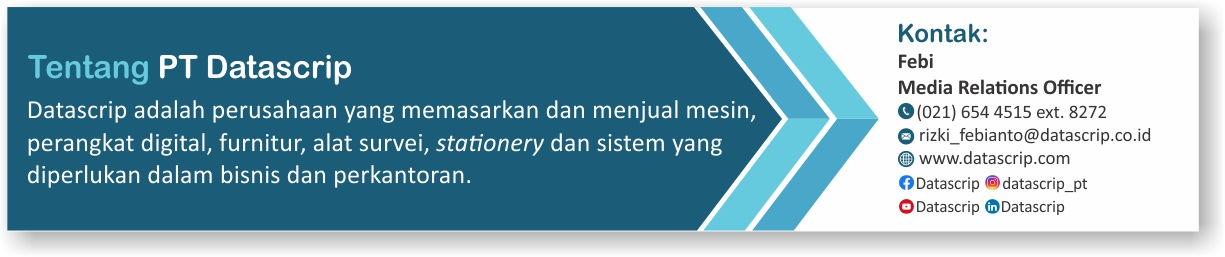 Tentang PT Datascrip
Datascrip adalah perusahaan yang memasarkan dan menjual mesin,
perangkat digital, furnitur, alat survei, stationery dan sistem yang
diperlukan dalam bisnis dan perkantoran.
Kontak:
Febi
Media Relations Officer
(021) 654 4515 ext. 8272
rizki_febianto@datascrip.co.id
www.datascrip.com
Datascrip datascrip_pt
Datascrip Datascrip